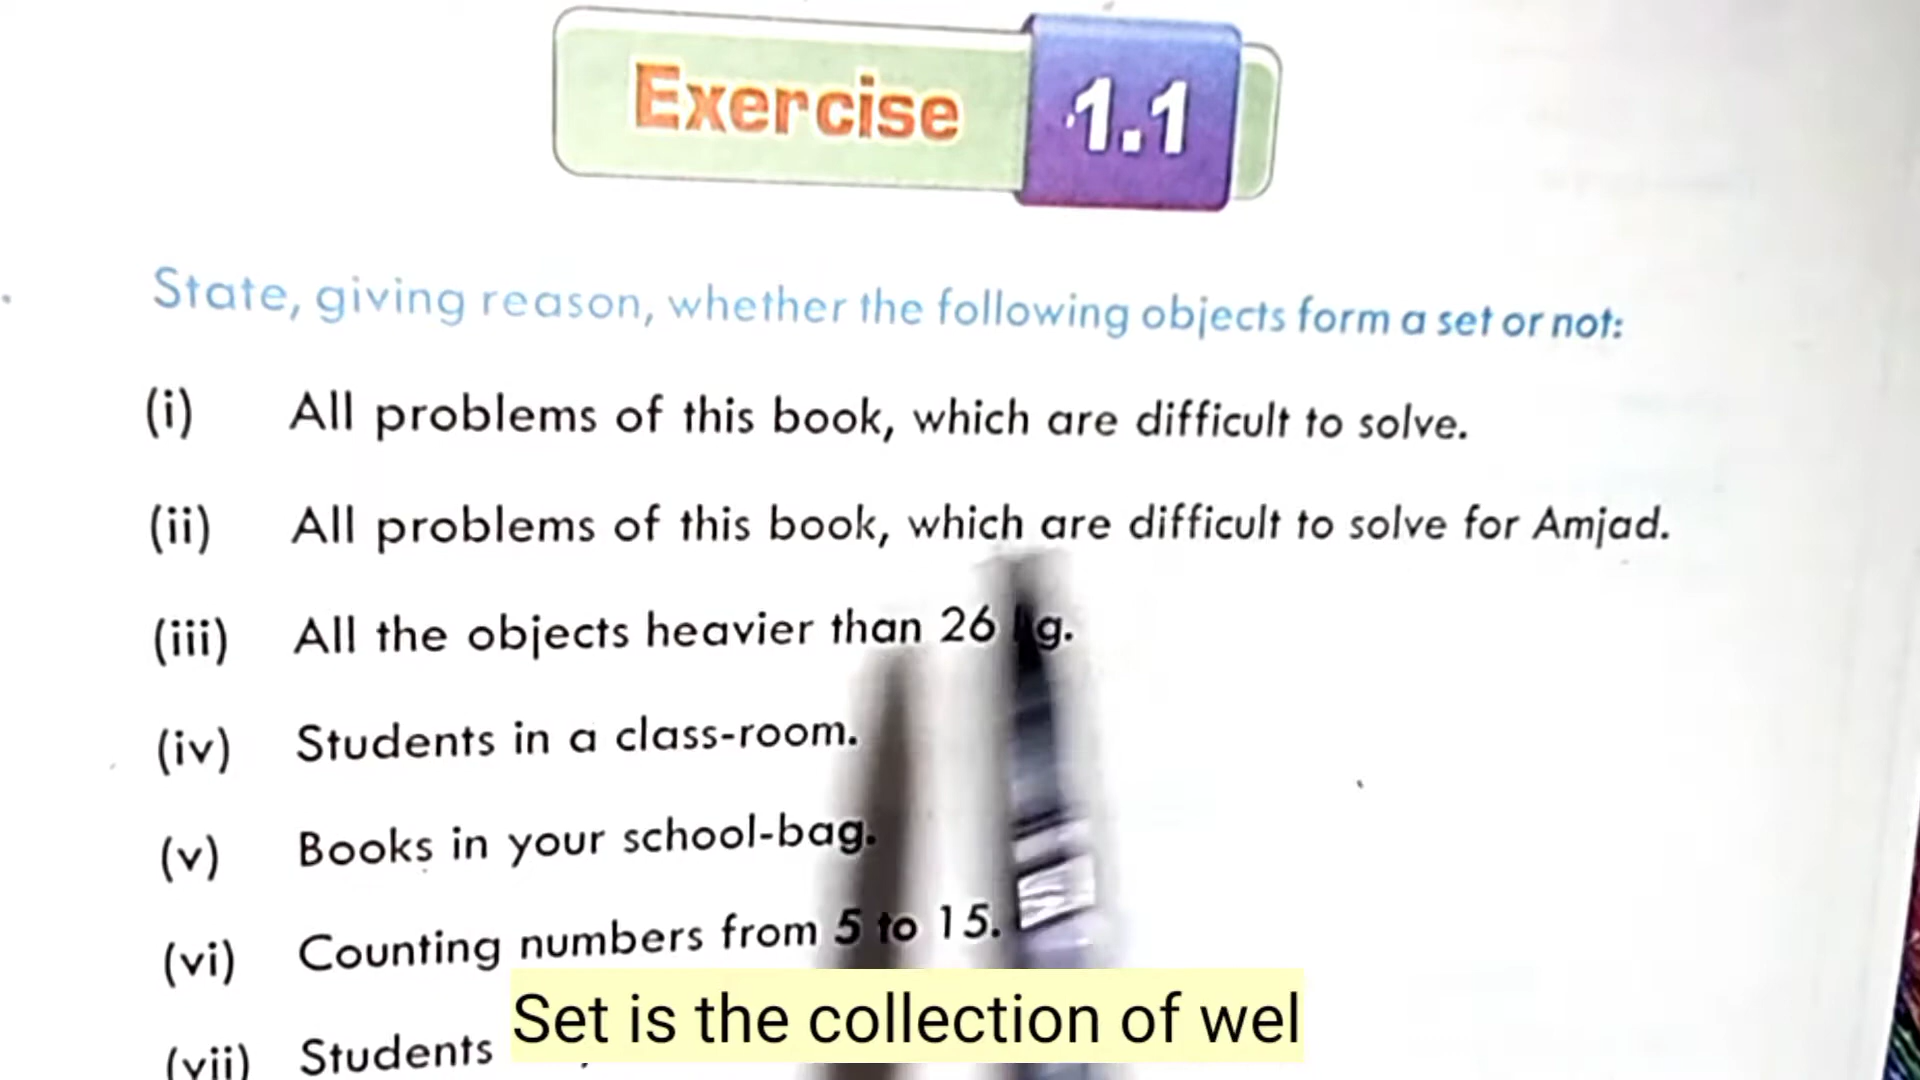 Exercise 1.1
State, giving reason, whether the following objects form a set or not:
(i) All problems of this book, which are difficult to solve.
(ii) All problems of this book, which are difficult to solve for Amjad.
(iii) All the objects heavier than 26 kg.
(iv) Students in a class-room.
(v) Books in your school-bag.
(vi) Counting numbers from 5 to 15.
(vii) Students
Set is the collection of wel